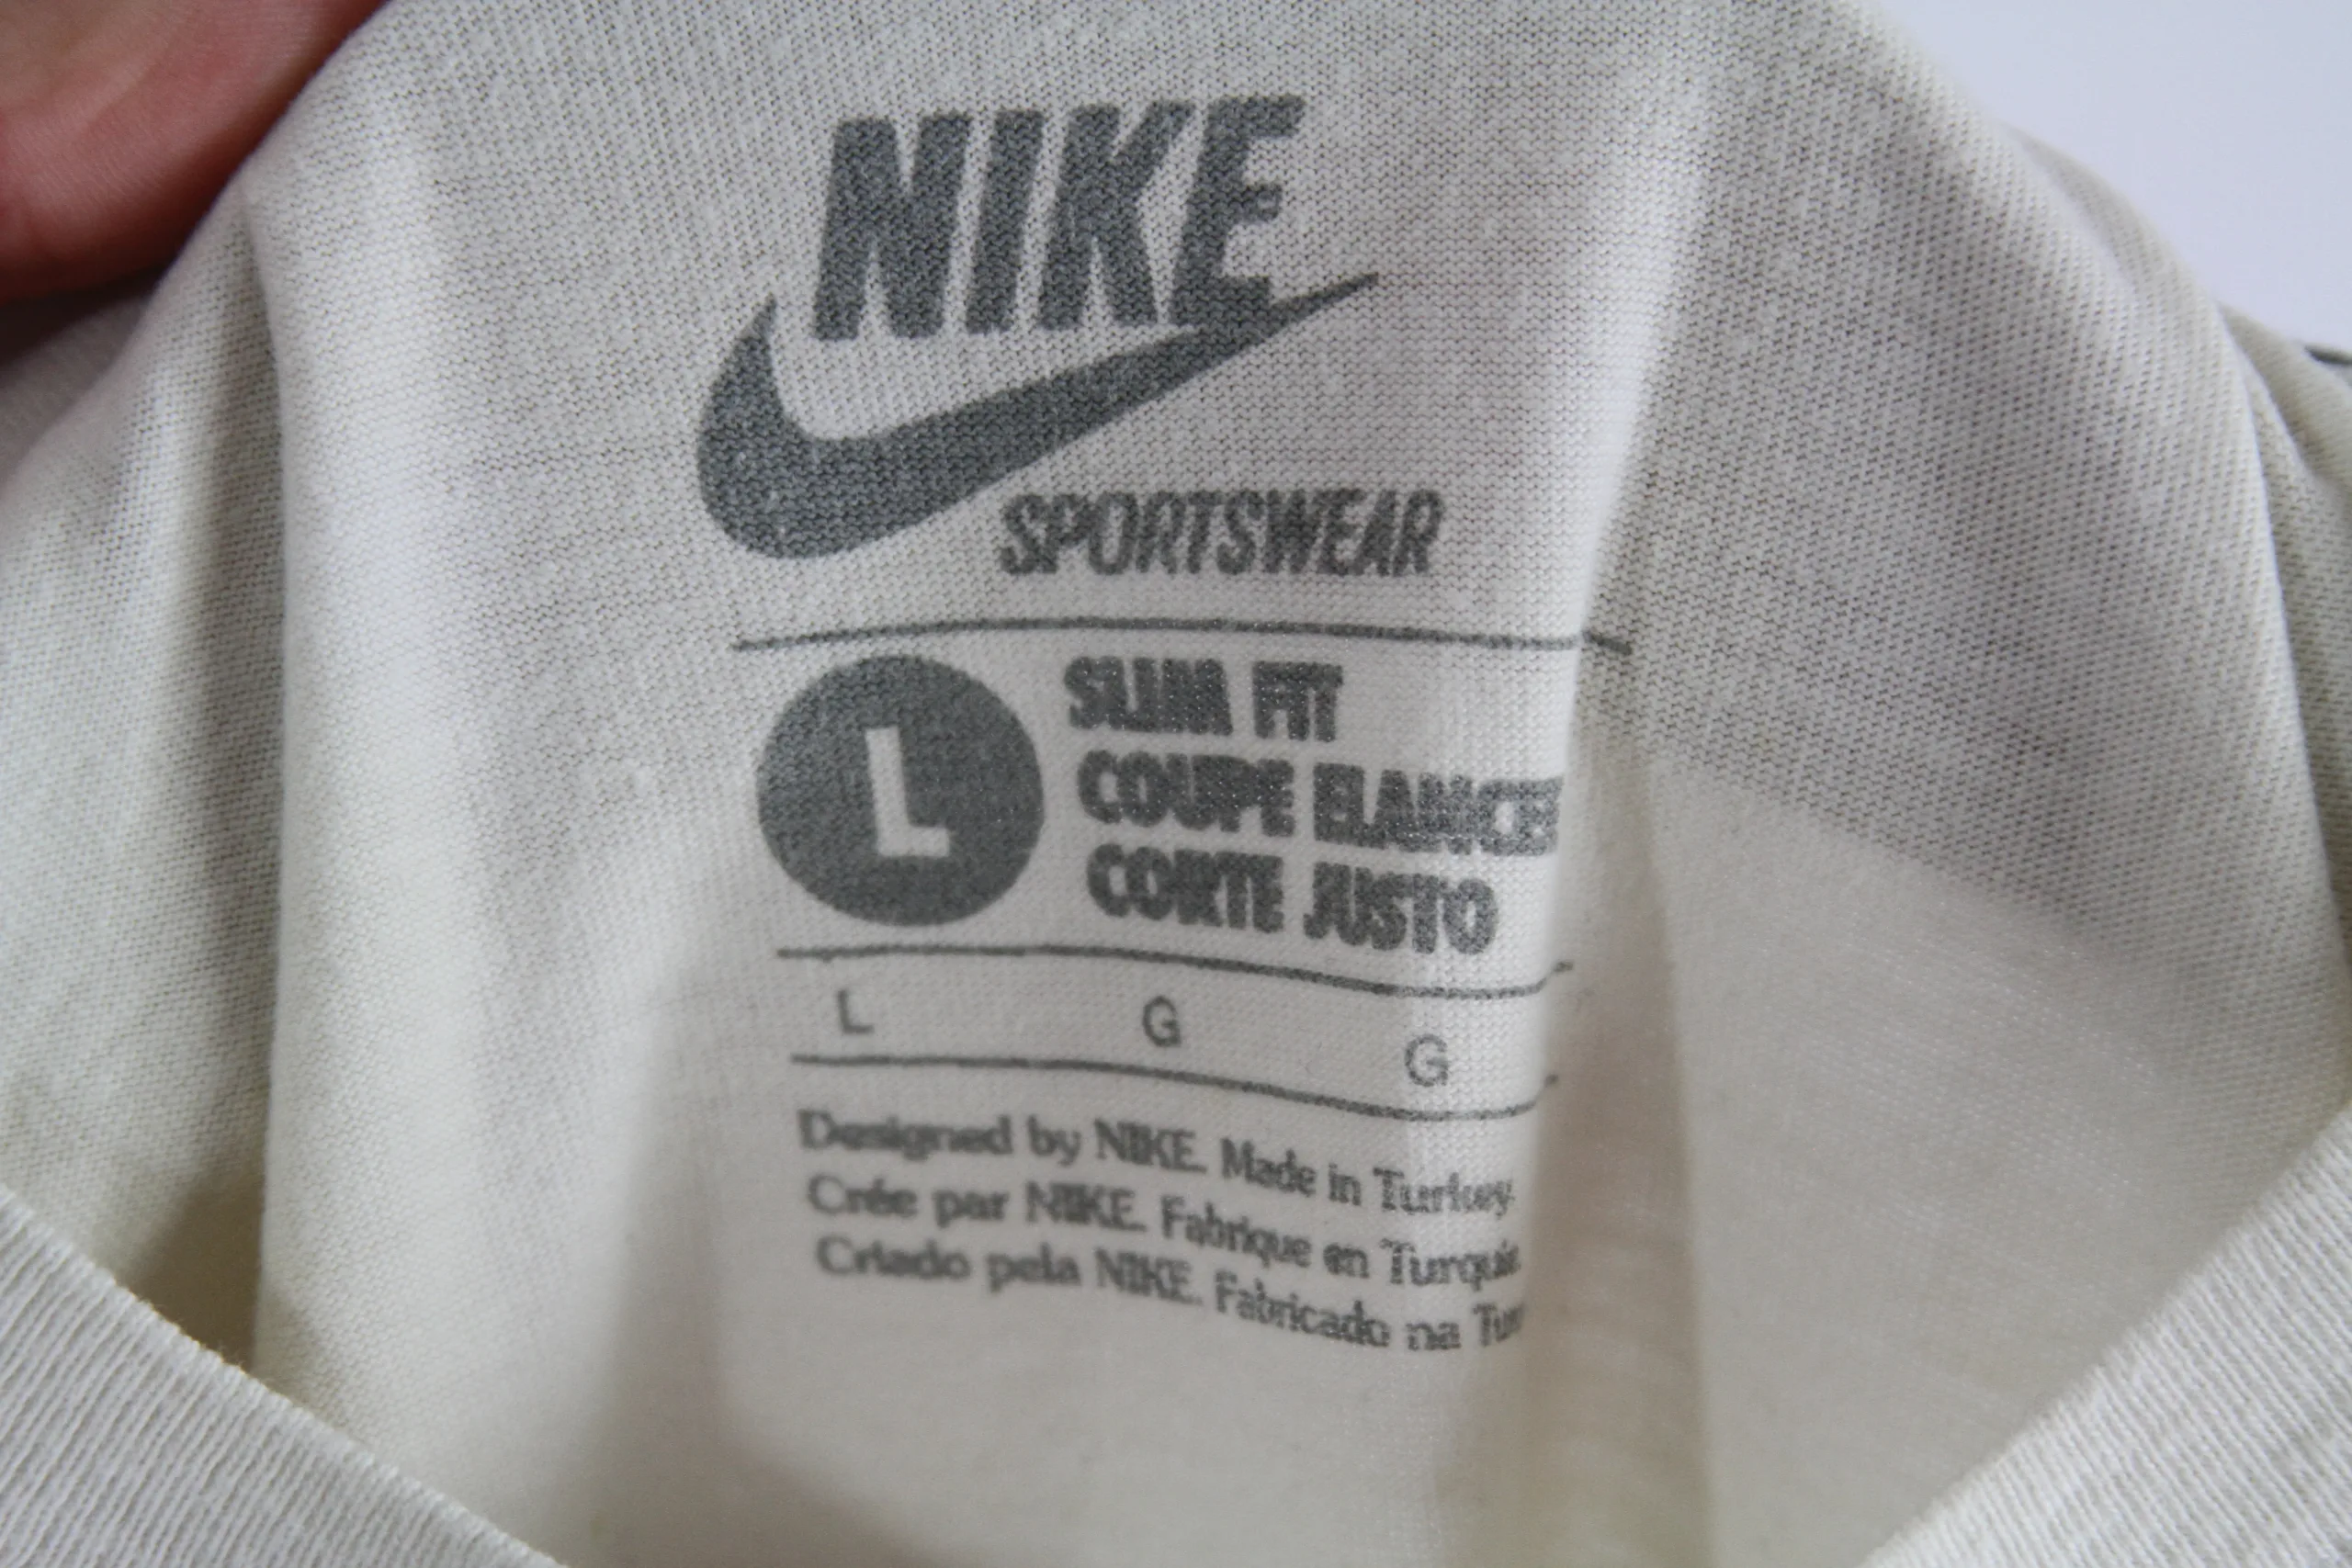 NIKE
SPORTSWEAR
L
SLIM FIT
COUPE ELANCEE
CORTE JUSTO
L G G
Designed by NIKE. Made in Turkey
Crée par NIKE. Fabrique en Turquie.
Criado pela NIKE. Fabricado na